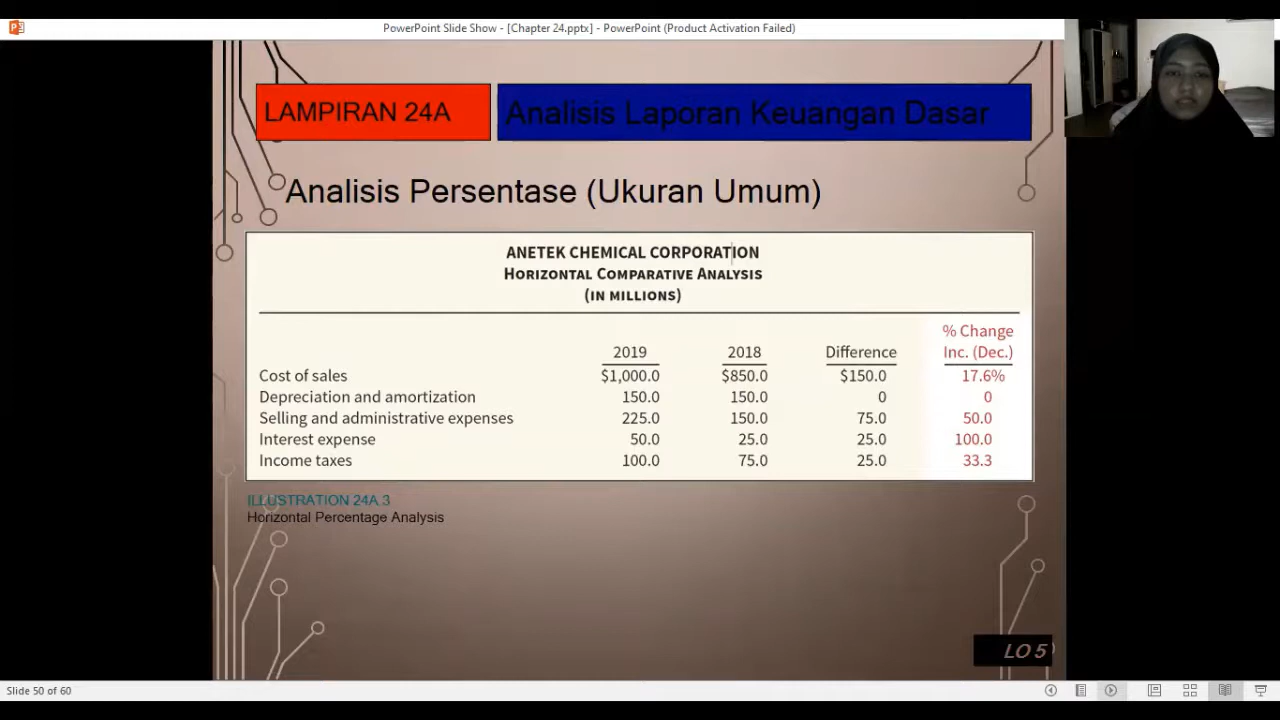 PowerPoint Slide Show - [Chapter 24.pptx] - PowerPoint (Product Activation Failed)
LAMPIRAN 24A
Analisis Laporan Keuangan Dasar
Analisis Persentase (Ukuran Umum)
ANETEK CHEMICAL CORPORATION
HORIZONTAL COMPARATIVE ANALYSIS
(IN MILLIONS)
% Change
2019 2018 Difference Inc. (Dec.)
Cost of sales $1,000.0 $850.0 $150.0 17.6%
Depreciation and amortization 150.0 150.0 0 0
Selling and administrative expenses 225.0 150.0 75.0 50.0
Interest expense 50.0 25.0 25.0 100.0
Income taxes 100.0 75.0 25.0 33.3
ILLUSTRATION 24A.3
Horizontal Percentage Analysis
LO 5
Slide 50 of 60